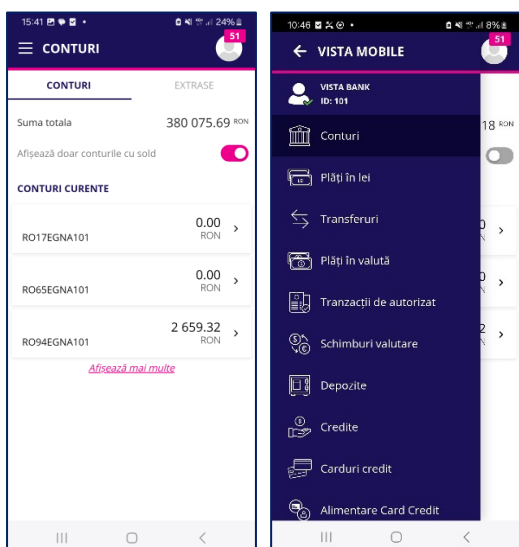 15:41
24%
51
CONTURI
CONTURI
EXTRASE
Suma totala
380 075.69 RON
Afișează doar conturile cu sold
CONTURI CURENTE
0.00
RO17EGNA101
RON
0.00
RO65EGNA101
RON
2 659.32
RO94EGNA101
RON
Afișează mai multe
10:46
8%
51
VISTA MOBILE
VISTA BANK
ID: 101
18 RON
Conturi
Plăți în lei
Transferuri
Plăți în valută
Tranzacții de autorizat
Schimburi valutare
Depozite
Credite
Carduri credit
Alimentare Card Credit